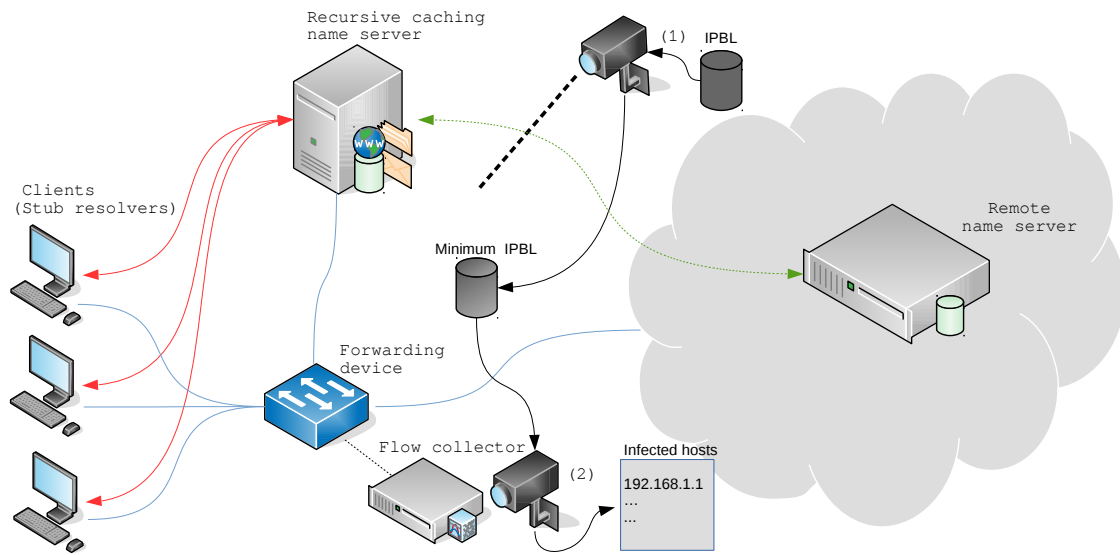 Recursive caching
name server
(1)
IPBL
WWW
Clients
(Stub resolvers)
Remote
name server
Minimum IPBL
Forwarding
device
Flow collector
(2)
Infected hosts
192.168.1.1
...
...